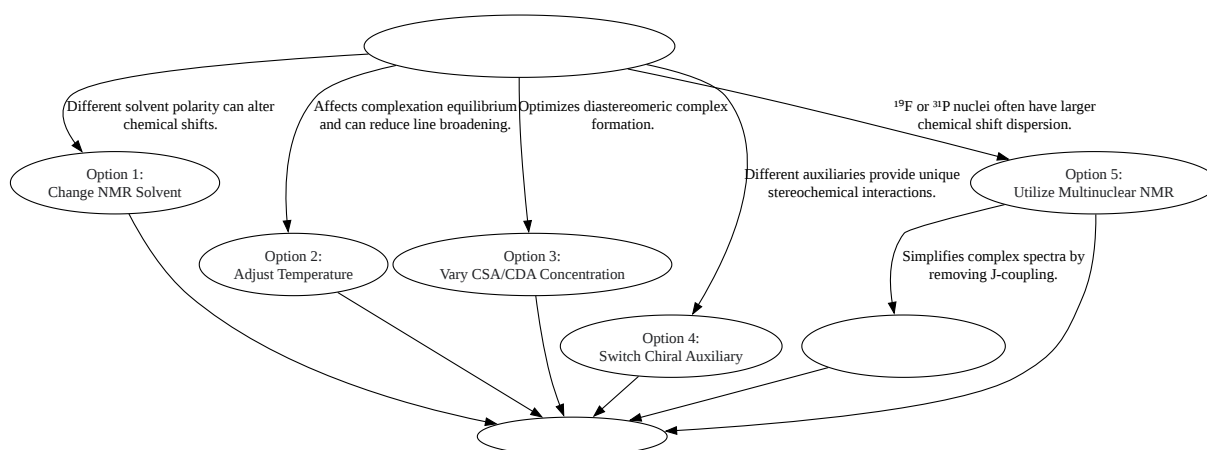 Different solvent polarity can alter
chemical shifts.
Affects complexation equilibrium
and can reduce line broadening.
Optimizes diastereomeric complex
formation.
¹⁹F or ³¹P nuclei often have larger
chemical shift dispersion.
Option 1:
Change NMR Solvent
Different auxiliaries provide unique
stereochemical interactions.
Option 5:
Utilize Multinuclear NMR
Option 2:
Adjust Temperature
Option 3:
Vary CSA/CDA Concentration
Simplifies complex spectra by
removing J-coupling.
Option 4:
Switch Chiral Auxiliary